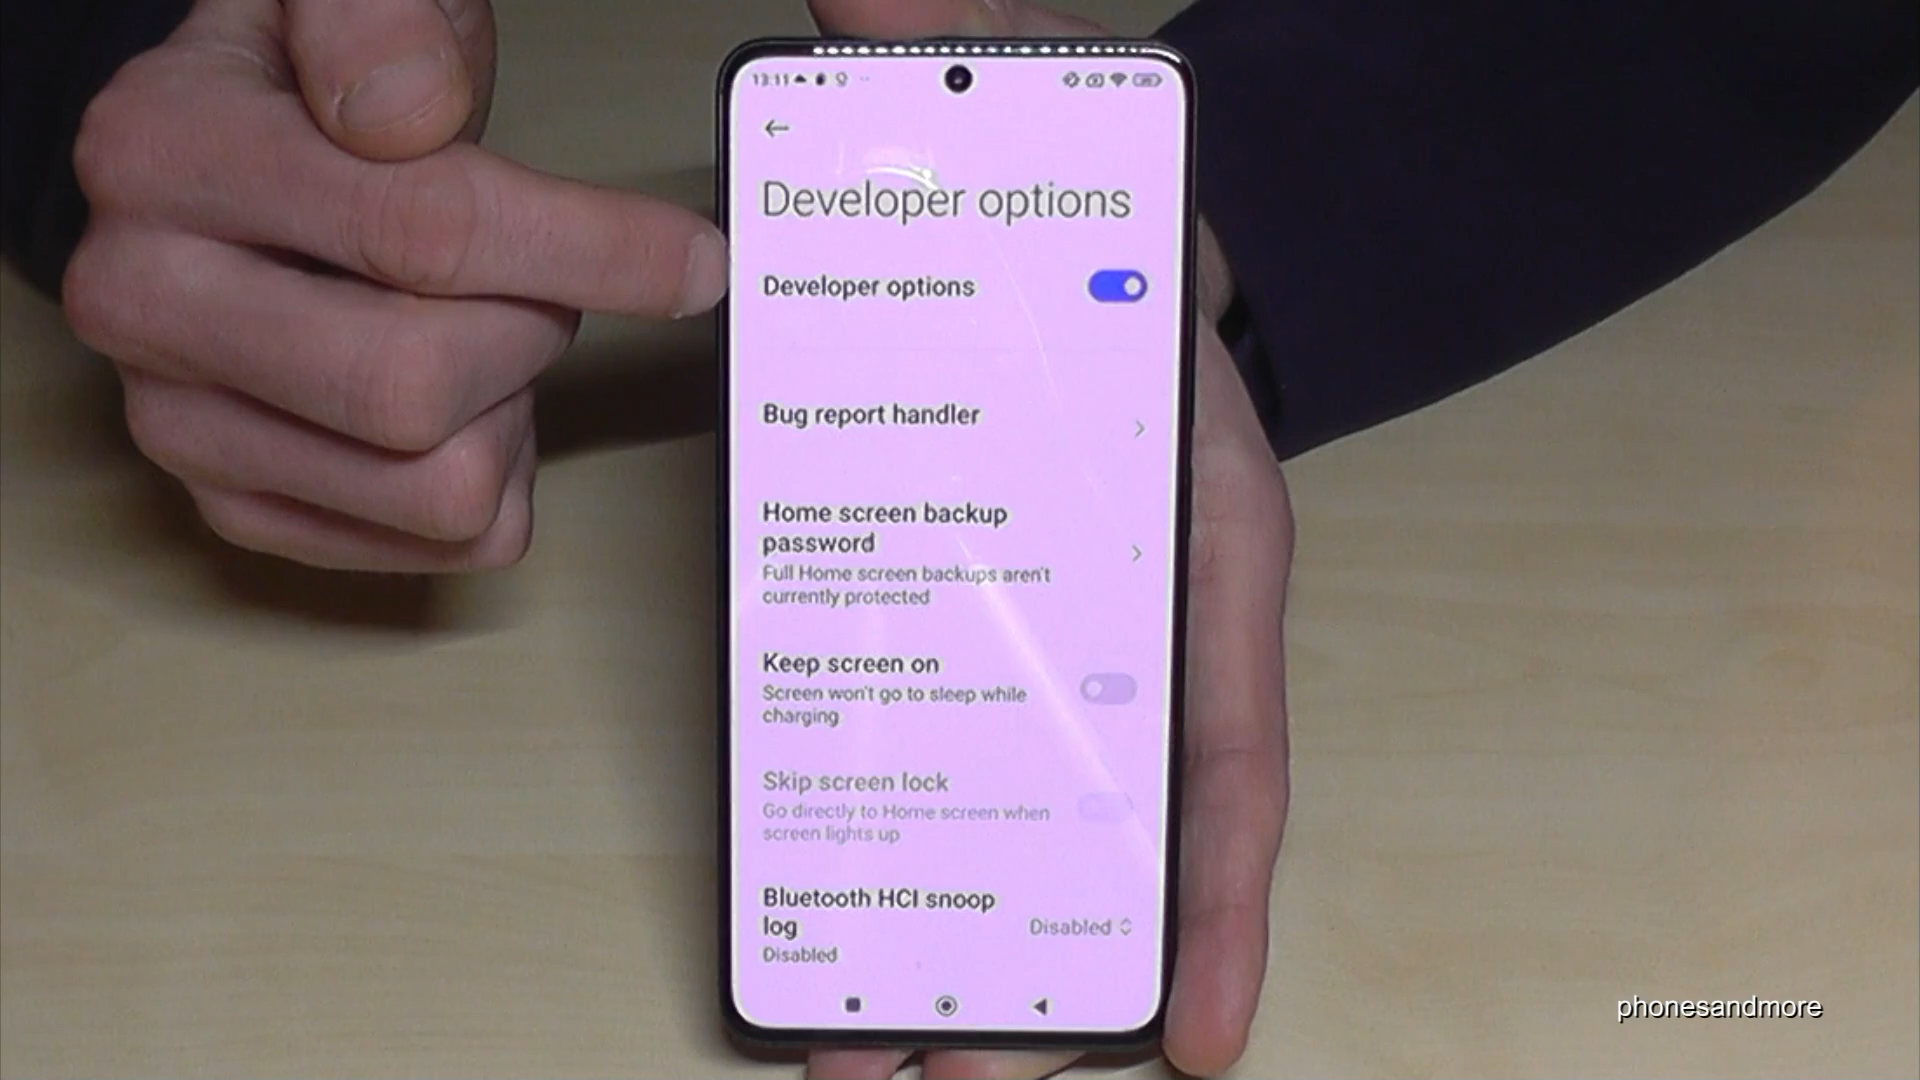 13:11
Developer options
Developer options
Bug report handler
Home screen backup
password
Full Home screen backups aren't
currently protected
Keep screen on
Screen won't go to sleep while
charging
Skip screen lock
Go directly to Home screen when
screen lights up
Bluetooth HCI snoop
log
Disabled
Disabled
phonesandmore